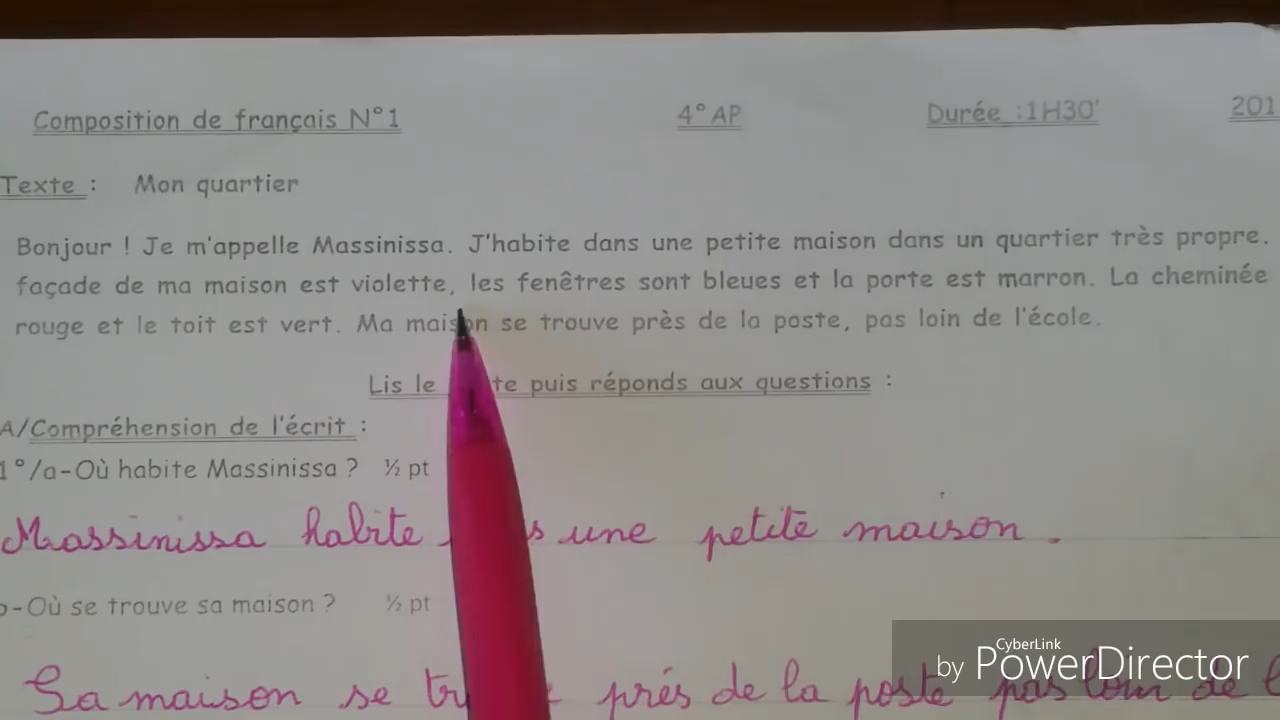 Composition de français N°1 4° AP Durée :1H30' 201
Texte : Mon quartier
Bonjour ! Je m'appelle Massinissa. J'habite dans une petite maison dans un quartier très propre.
façade de ma maison est violette, les fenêtres sont bleues et la porte est marron. La cheminée
rouge et le toit est vert. Ma maison se trouve près de la poste, pas loin de l'école.
Lis le te puis réponds aux questions :
A/Compréhension de l'écrit :
1°/a-Où habite Massinissa ? ½ pt
Massinissa habite s une petite maison.
b-Où se trouve sa maison ? ½ pt
CyberLink
by PowerDirector
Sa maison se tr prés de la poste pas loin de l